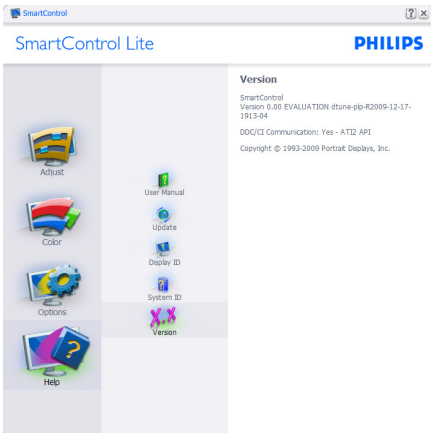 SmartControl
SmartControl Lite
PHILIPS
Adjust
Color
Options
Help
User Manual
Update
Display ID
System ID
Version
Version
SmartControl
Version 0.00 EVALUATION dtune-plp-R2009-12-17-
1913-04
DDC/CI Communication: Yes - ATI2 API
Copyright © 1993-2009 Portrait Displays, Inc.